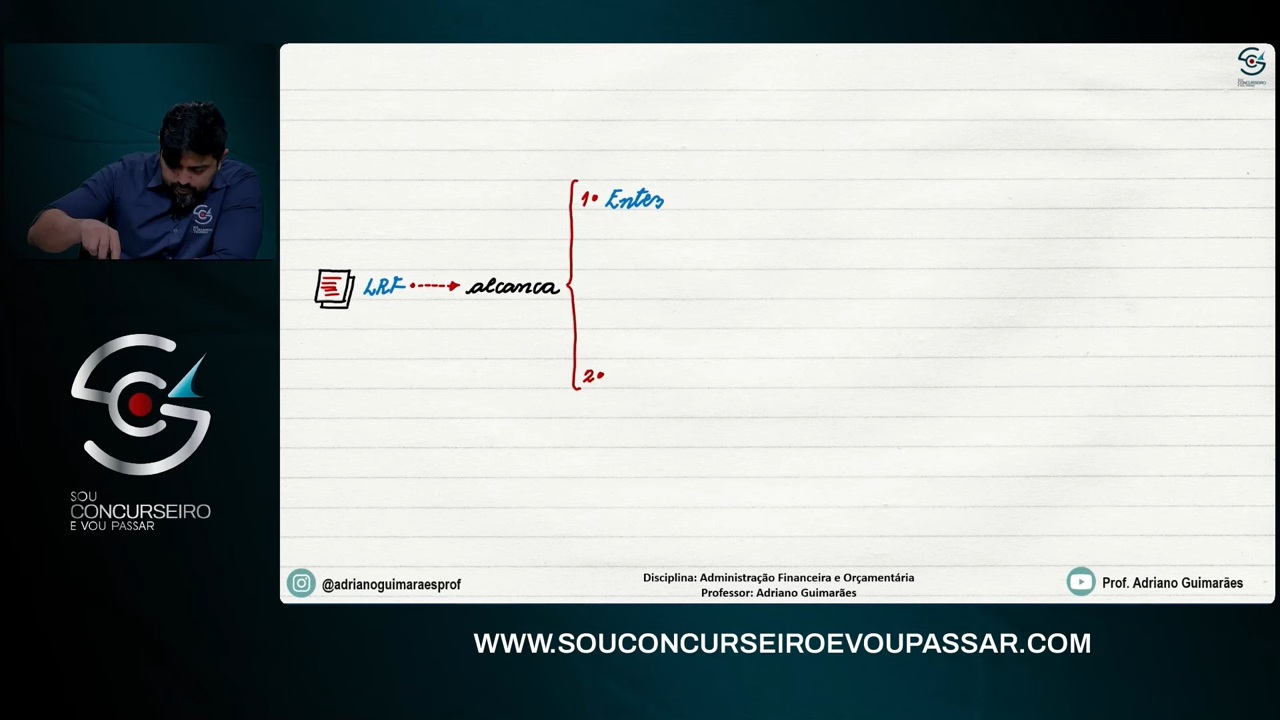 1• Entes
LRF alcanca
2•
SOU
CONCURSEIRO
E VOU PASSAR
@adrianoguimaraesprof
Disciplina: Administração Financeira e Orçamentária
Professor: Adriano Guimarães
Prof. Adriano Guimarães
WWW.SOUCONCURSEIROEVOUPASSAR.COM